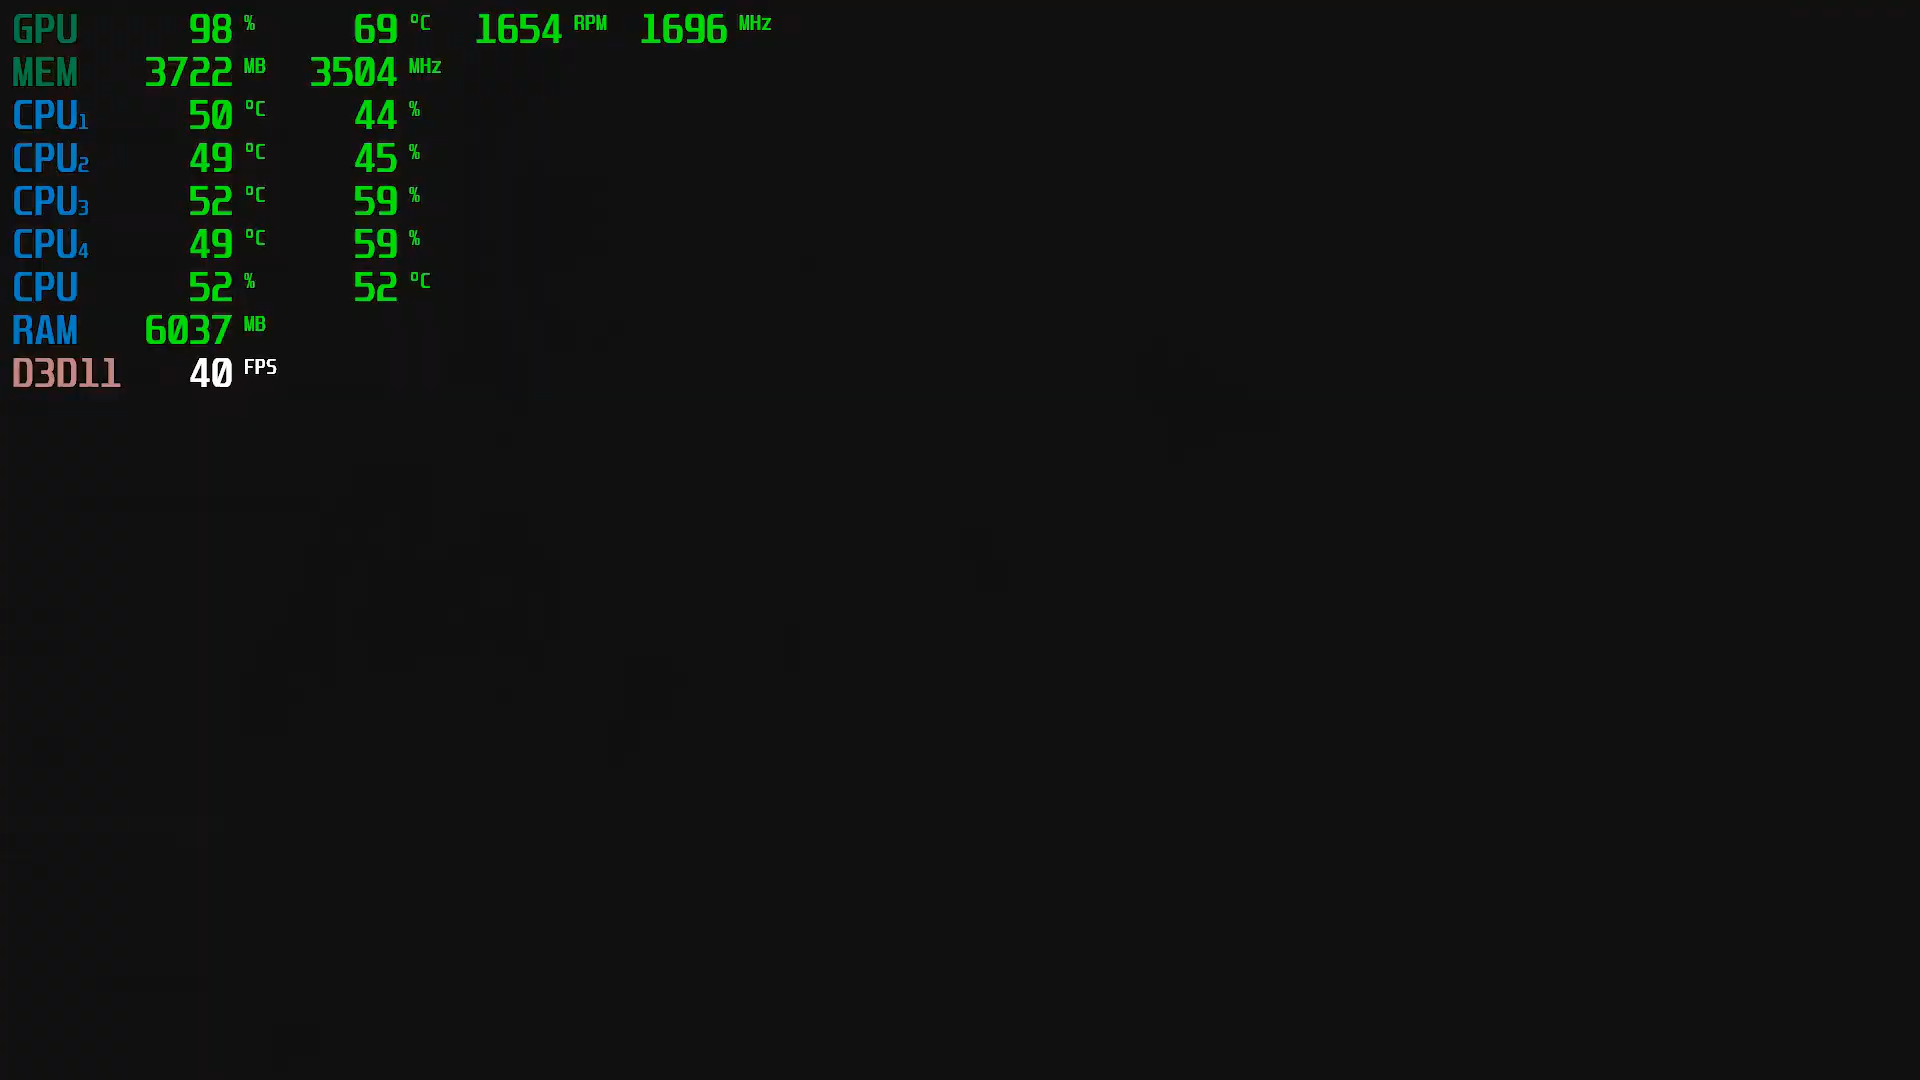 GPU 98 % 69 °C 1654 RPM 1696 MHz
MEM 3722 MB 3504 MHz
CPU1 50 °C 44 %
CPU2 49 °C 45 %
CPU3 52 °C 59 %
CPU4 49 °C 59 %
CPU 52 % 52 °C
RAM 6037 MB
D3D11 40 FPS